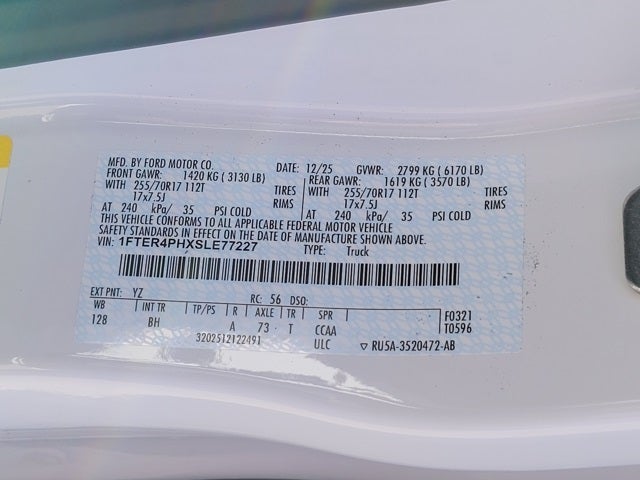 MFD. BY FORD MOTOR CO. DATE: 12/25 GVWR: 2799 KG ( 6170 LB)
FRONT GAWR: 1420 KG ( 3130 LB) REAR GAWR: 1619 KG ( 3570 LB)
WITH 255/70R17 112T TIRES WITH 255/70R17 112T TIRES
17x7.5J RIMS 17x7.5J RIMS
AT 240 kPa/ 35 PSI COLD AT 240 kPa/ 35 PSI COLD
THIS VEHICLE CONFORMS TO ALL APPLICABLE FEDERAL MOTOR VEHICLE
SAFETY STANDARDS IN EFFECT ON THE DATE OF MANUFACTURE SHOWN ABOVE.
VIN: 1FTER4PHXSLE77227 TYPE: Truck
EXT PNT: YZ RC: 56 DSO:
WB INT TR TP/PS R AXLE TR SPR F0321
128 BH A 73 T CCAA T0596
3202512122491 ULC ▽ RU5A-3520472-AB